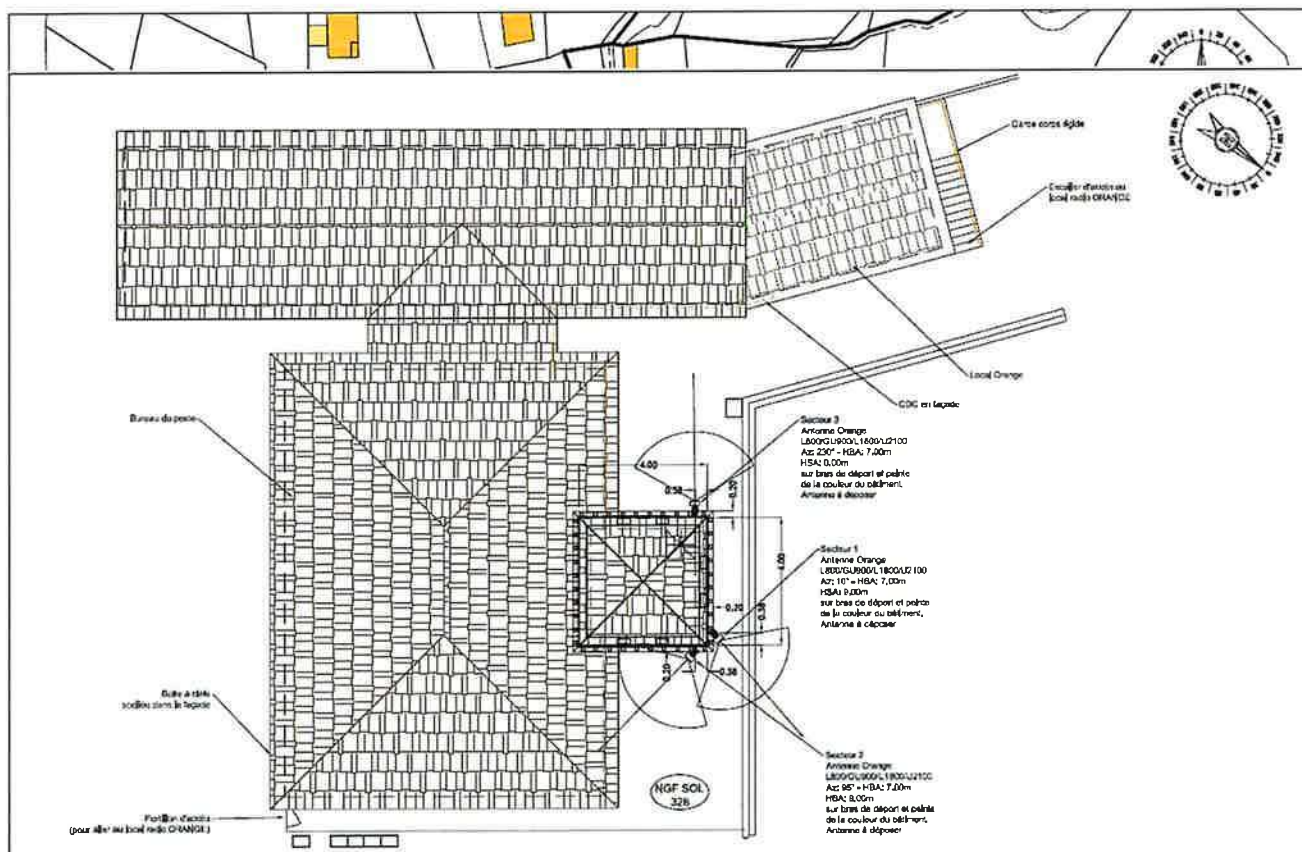 Garde corps rigide
Escalier d'accès au
local radio ORANGE
Local Orange
CDC en façade
Bureau de poste
Secteur 3
Antenne Orange
L800/GU900/L1800/U2100
Az: 230° - HBA: 7,00m
HSA: 8,00m
sur bras de déport et peinte
de la couleur du bâtiment.
Antenne à déposer
4.00
0.58
0.20
4.00
Secteur 1
Antenne Orange
L800/GU900/L1800/U2100
Az: 10° - HBA: 7,00m
HSA: 8,00m
sur bras de déport et peinte
de la couleur du bâtiment.
Antenne à déposer
0.20
0.38
0.20
0.38
Boîte à clefs
scellée dans la façade
Secteur 2
Antenne Orange
L800/GU900/L1800/U2100
Az: 95° - HBA: 7,00m
HBA: 8,00m
sur bras de déport et peinte
de la couleur du bâtiment.
Antenne à déposer
NGF SOL
328
Portillon d'accès
(pour aller au local radio ORANGE)